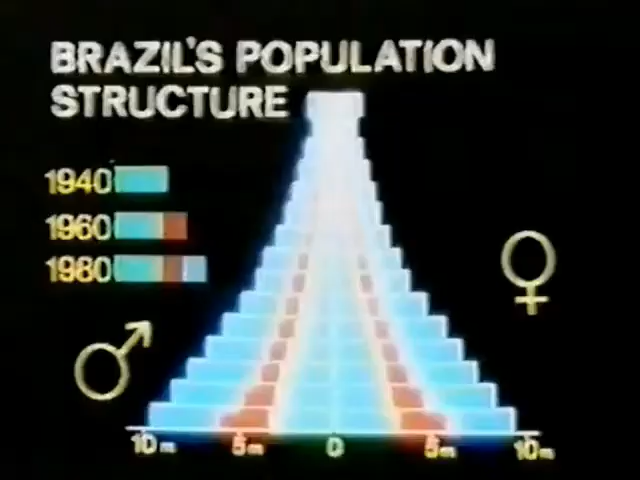 BRAZIL'S POPULATION
STRUCTURE
1940
1960
1980
10m 5m 0 5m 10m